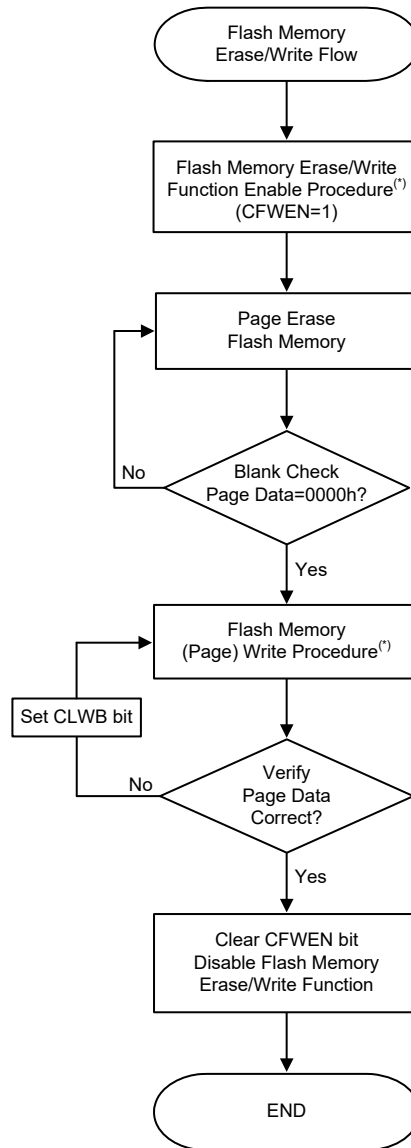 Flash Memory
Erase/Write Flow
Flash Memory Erase/Write
Function Enable Procedure(*)
(CFWEN=1)
Page Erase
Flash Memory
No
Blank Check
Page Data=0000h?
Yes
Flash Memory
(Page) Write Procedure(*)
Set CLWB bit
No
Verify
Page Data
Correct?
Yes
Clear CFWEN bit
Disable Flash Memory
Erase/Write Function
END